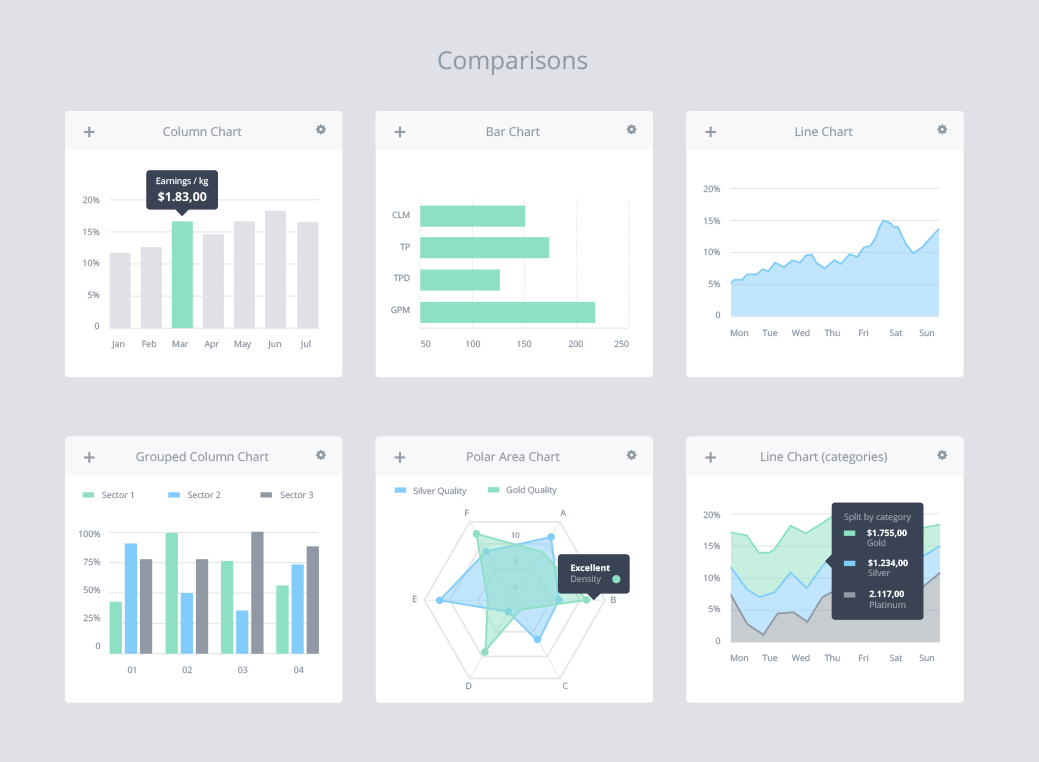 Comparisons
Column Chart
Earnings / kg
$1.83,00
20%
15%
10%
5%
0
Jan Feb Mar Apr May Jun Jul
Bar Chart
CLM
TP
TPD
GPM
50 100 150 200 250
Line Chart
20%
15%
10%
5%
0
Mon Tue Wed Thu Fri Sat Sun
Grouped Column Chart
Sector 1 Sector 2 Sector 3
100%
75%
50%
25%
0
01 02 03 04
Polar Area Chart
Silver Quality Gold Quality
F A
10
5
Excellent
Density
0
E B
D C
Line Chart (categories)
20%
15%
10%
5%
0
Split by category
$1.755,00
Gold
$1.234,00
Silver
2.117,00
Platinum
Mon Tue Wed Thu Fri Sat Sun